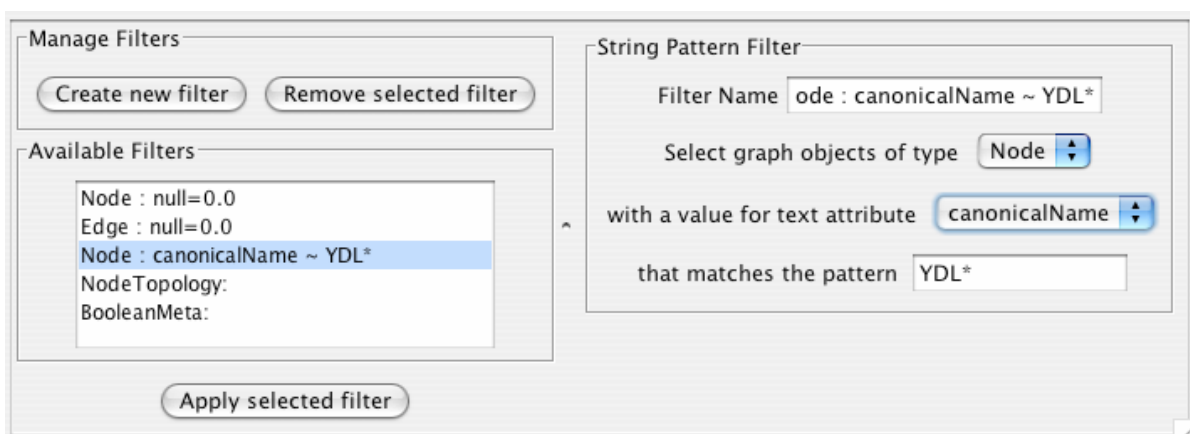 Manage Filters
Create new filter
Remove selected filter
Available Filters
Node : null=0.0
Edge : null=0.0
Node : canonicalName ~ YDL*
NodeTopology:
BooleanMeta:
Apply selected filter
String Pattern Filter
Filter Name ode : canonicalName ~ YDL*
Select graph objects of type Node
with a value for text attribute canonicalName
that matches the pattern YDL*